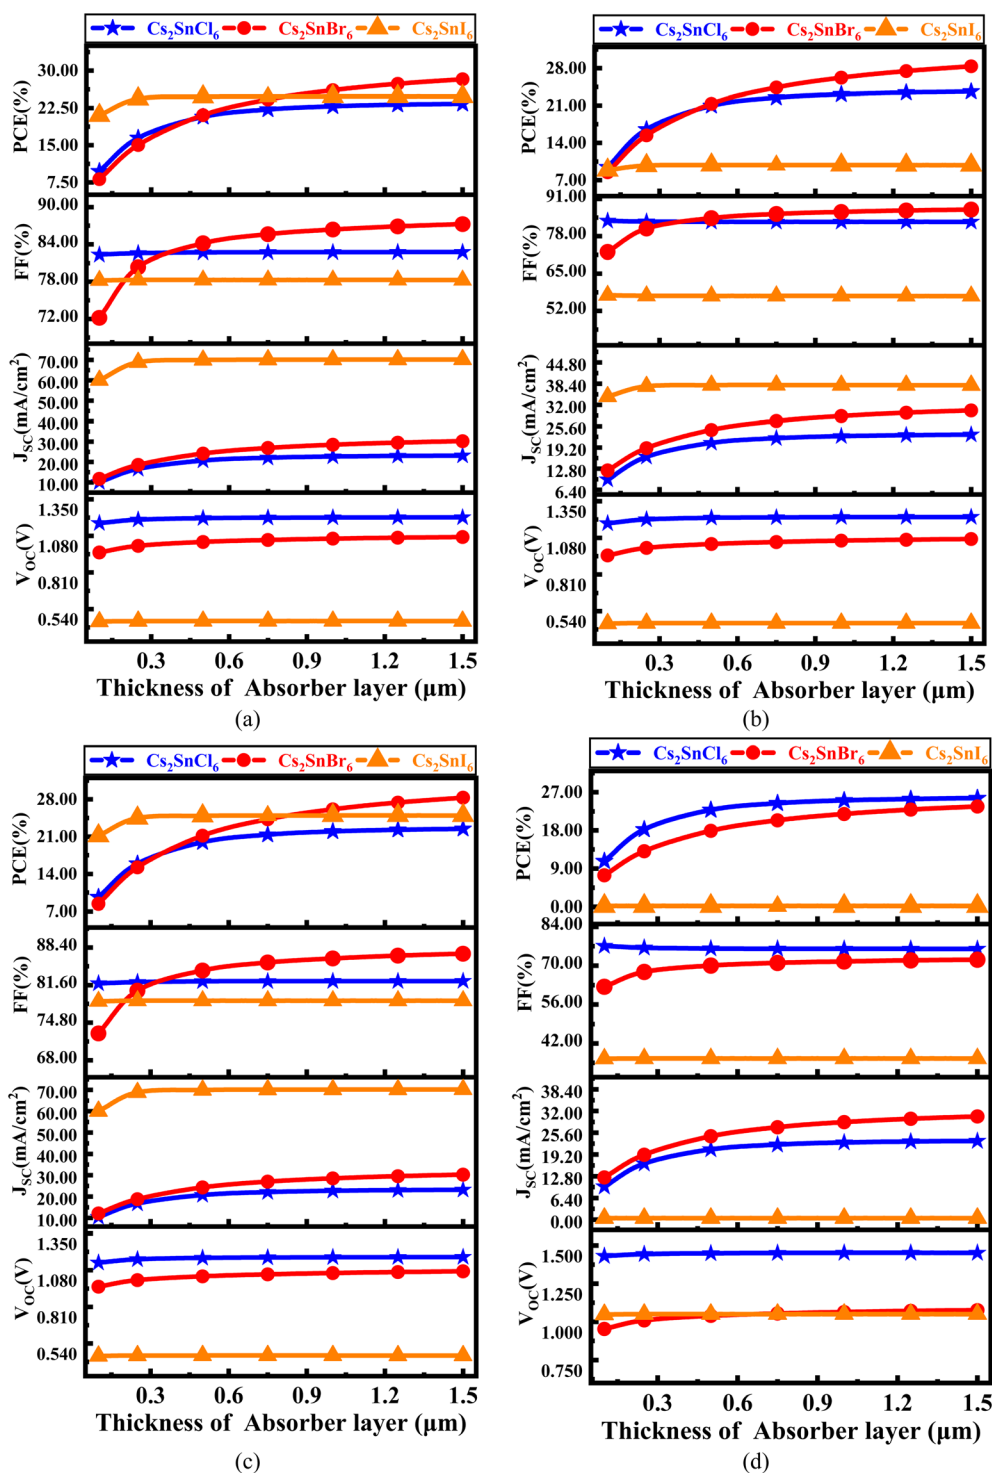 Cs₂SnCl₆ Cs₂SnBr₆ Cs₂SnI₆
PCE(%)
30.00
22.50
15.00
7.50
FF(%)
90.00
84.00
78.00
72.00
J_SC(mA/cm²)
70.00
60.00
50.00
40.00
30.00
20.00
10.00
V_OC(V)
1.350
1.080
0.810
0.540
0.3 0.6 0.9 1.2 1.5
Thickness of Absorber layer (μm)
(a)
Cs₂SnCl₆ Cs₂SnBr₆ Cs₂SnI₆
PCE(%)
28.00
21.00
14.00
7.00
FF(%)
91.00
78.00
65.00
52.00
J_SC(mA/cm²)
44.80
38.40
32.00
25.60
19.20
12.80
6.40
V_OC(V)
1.350
1.080
0.810
0.540
0.3 0.6 0.9 1.2 1.5
Thickness of Absorber layer (μm)
(b)
Cs₂SnCl₆ Cs₂SnBr₆ Cs₂SnI₆
PCE(%)
28.00
21.00
14.00
7.00
FF(%)
88.40
81.60
74.80
68.00
J_SC(mA/cm²)
70.00
60.00
50.00
40.00
30.00
20.00
10.00
V_OC(V)
1.350
1.080
0.810
0.540
0.3 0.6 0.9 1.2 1.5
Thickness of Absorber layer (μm)
(c)
Cs₂SnCl₆ Cs₂SnBr₆ Cs₂SnI₆
PCE(%)
27.00
18.00
9.00
0.00
FF(%)
84.00
70.00
56.00
42.00
J_SC(mA/cm²)
38.40
32.00
25.60
19.20
12.80
6.40
0.00
V_OC(V)
1.500
1.250
1.000
0.750
0.3 0.6 0.9 1.2 1.5
Thickness of Absorber layer (μm)
(d)